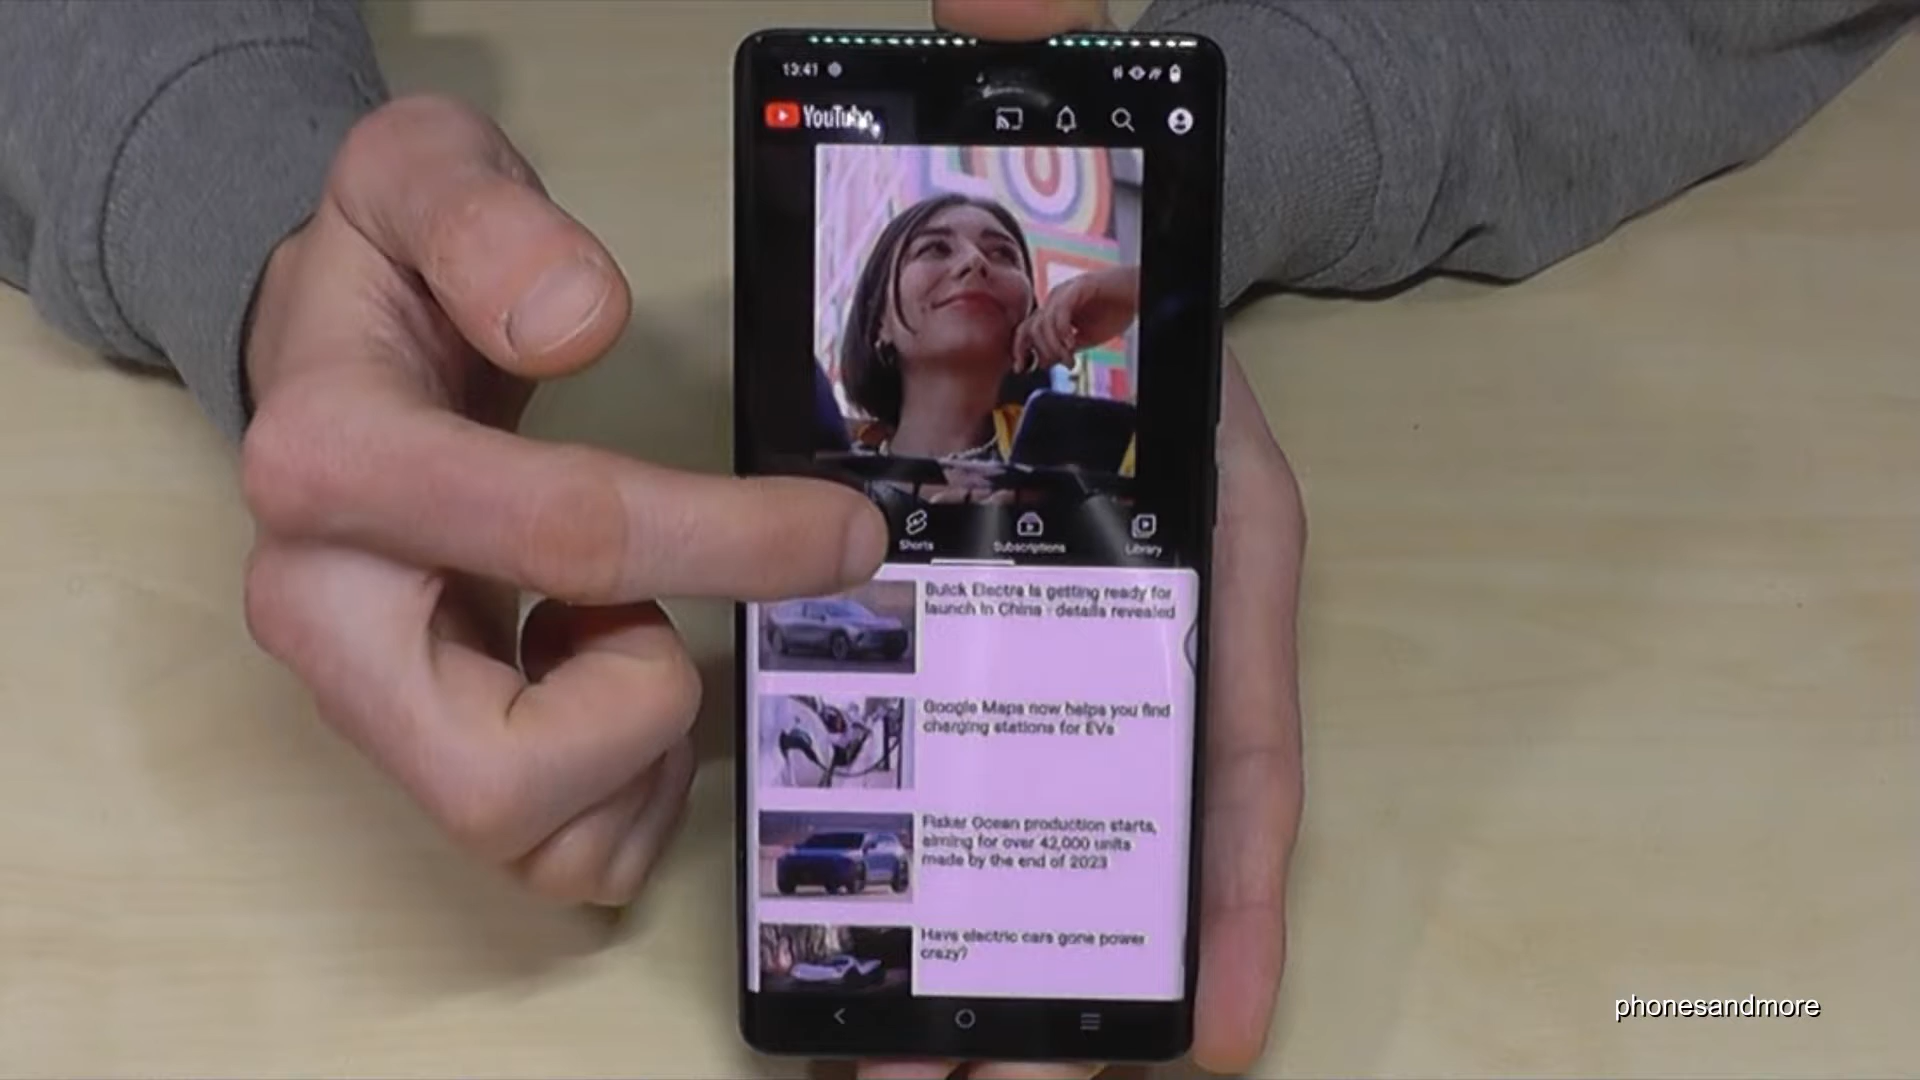 13:41
YouTube
Shorts
Subscriptions
Library
Buick Electra is getting ready for
launch in China - details revealed
Google Maps now helps you find
charging stations for EVs
Fisker Ocean production starts,
aiming for over 42,000 units
made by the end of 2023
Have electric cars gone power
crazy?
phonesandmore